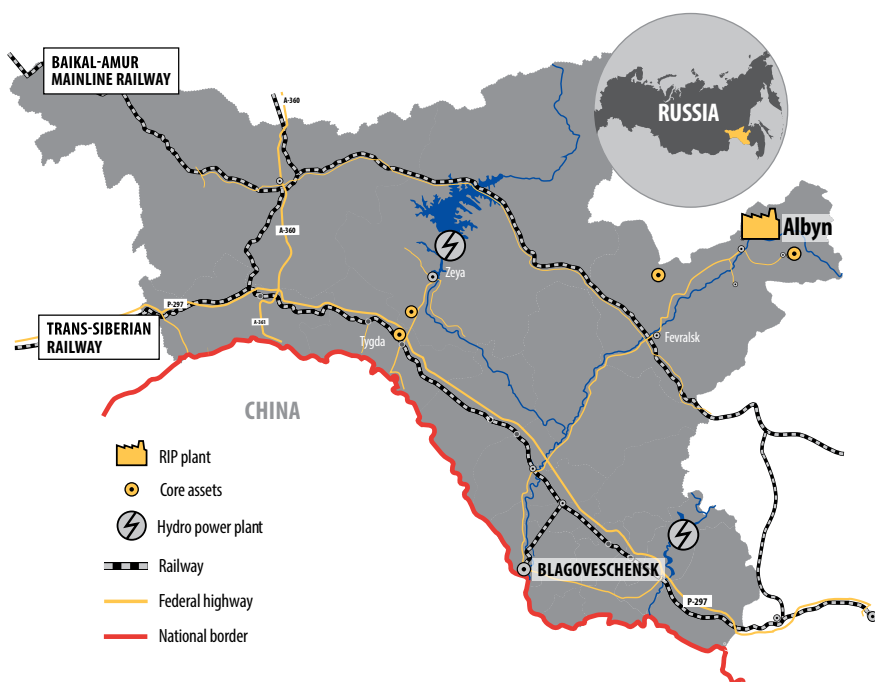 BAIKAL-AMUR
MAINLINE RAILWAY
A-360
RUSSIA
Albyn
A-360
Zeya
P-297
TRANS-SIBERIAN
RAILWAY
A-361
Tygda
Fevralsk
CHINA
RIP plant
Core assets
Hydro power plant
Railway
Federal highway
National border
BLAGOVESCHENSK
P-297